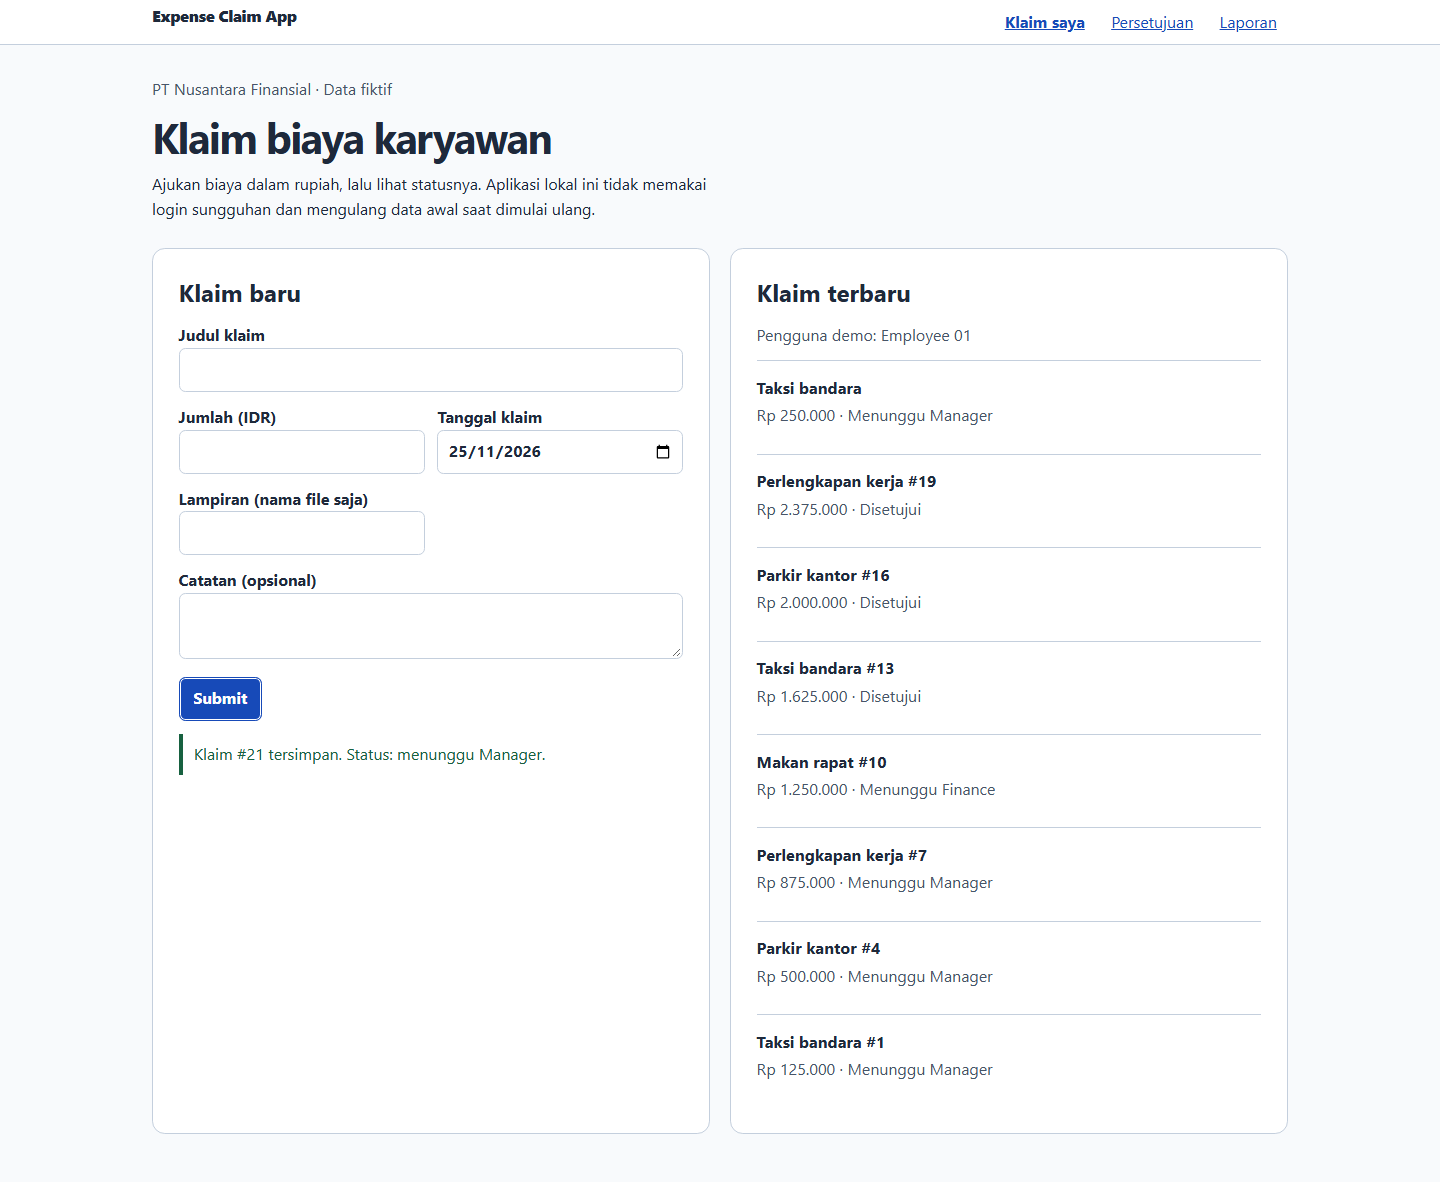 Expense Claim App
Klaim saya
Persetujuan
Laporan
PT Nusantara Finansial · Data fiktif
Klaim biaya karyawan
Ajukan biaya dalam rupiah, lalu lihat statusnya. Aplikasi lokal ini tidak memakai
login sungguhan dan mengulang data awal saat dimulai ulang.
Klaim baru
Judul klaim
Jumlah (IDR)
Tanggal klaim
25/11/2026
Lampiran (nama file saja)
Catatan (opsional)
Submit
Klaim #21 tersimpan. Status: menunggu Manager.
Klaim terbaru
Pengguna demo: Employee 01
Taksi bandara
Rp 250.000 · Menunggu Manager
Perlengkapan kerja #19
Rp 2.375.000 · Disetujui
Parkir kantor #16
Rp 2.000.000 · Disetujui
Taksi bandara #13
Rp 1.625.000 · Disetujui
Makan rapat #10
Rp 1.250.000 · Menunggu Finance
Perlengkapan kerja #7
Rp 875.000 · Menunggu Manager
Parkir kantor #4
Rp 500.000 · Menunggu Manager
Taksi bandara #1
Rp 125.000 · Menunggu Manager